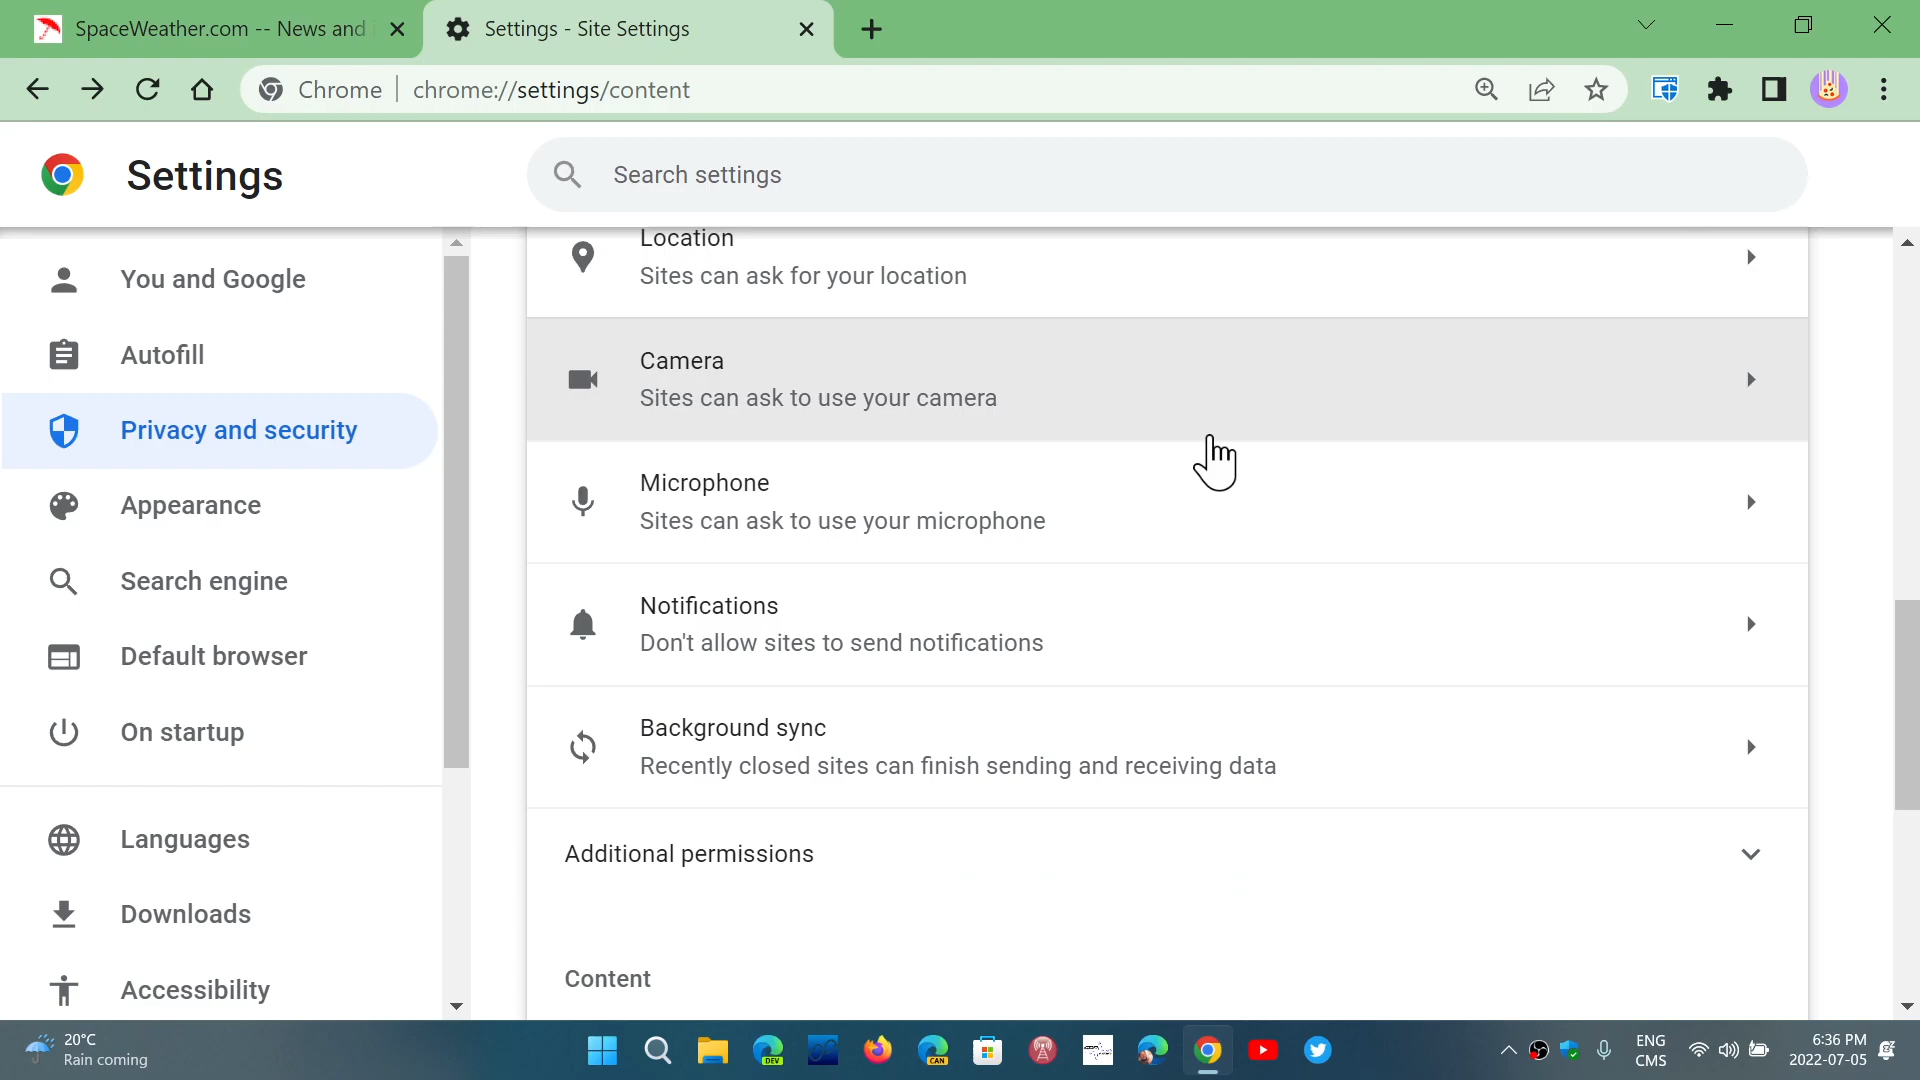 SpaceWeather.com -- News and
Settings - Site Settings
Chrome
chrome://settings/content
Settings
Search settings
You and Google
Autofill
Privacy and security
Appearance
Search engine
Default browser
On startup
Languages
Downloads
Accessibility
Location
Sites can ask for your location
Camera
Sites can ask to use your camera
Microphone
Sites can ask to use your microphone
Notifications
Don't allow sites to send notifications
Background sync
Recently closed sites can finish sending and receiving data
Additional permissions
Content
20°C
Rain coming
DEV
CAN
ENG
CMS
6:36 PM
2022-07-05